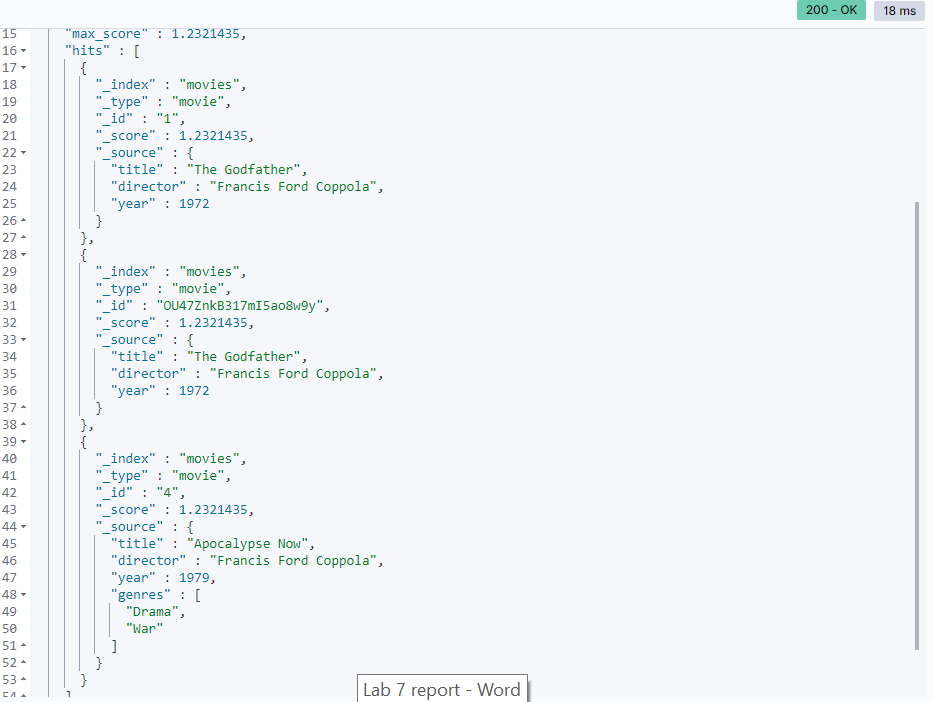 200 - OK 18 ms
15 "max_score" : 1.2321435,
16 "hits" : [
17 {
18 "_index" : "movies",
19 "_type" : "movie",
20 "_id" : "1",
21 "_score" : 1.2321435,
22 "_source" : {
23 "title" : "The Godfather",
24 "director" : "Francis Ford Coppola",
25 "year" : 1972
26 }
27 },
28 {
29 "_index" : "movies",
30 "_type" : "movie",
31 "_id" : "OU47ZnkB317mI5ao8w9y",
32 "_score" : 1.2321435,
33 "_source" : {
34 "title" : "The Godfather",
35 "director" : "Francis Ford Coppola",
36 "year" : 1972
37 }
38 },
39 {
40 "_index" : "movies",
41 "_type" : "movie",
42 "_id" : "4",
43 "_score" : 1.2321435,
44 "_source" : {
45 "title" : "Apocalypse Now",
46 "director" : "Francis Ford Coppola",
47 "year" : 1979,
48 "genres" : [
49 "Drama",
50 "War"
51 ]
52 }
53 }
54 ]
Lab 7 report - Word